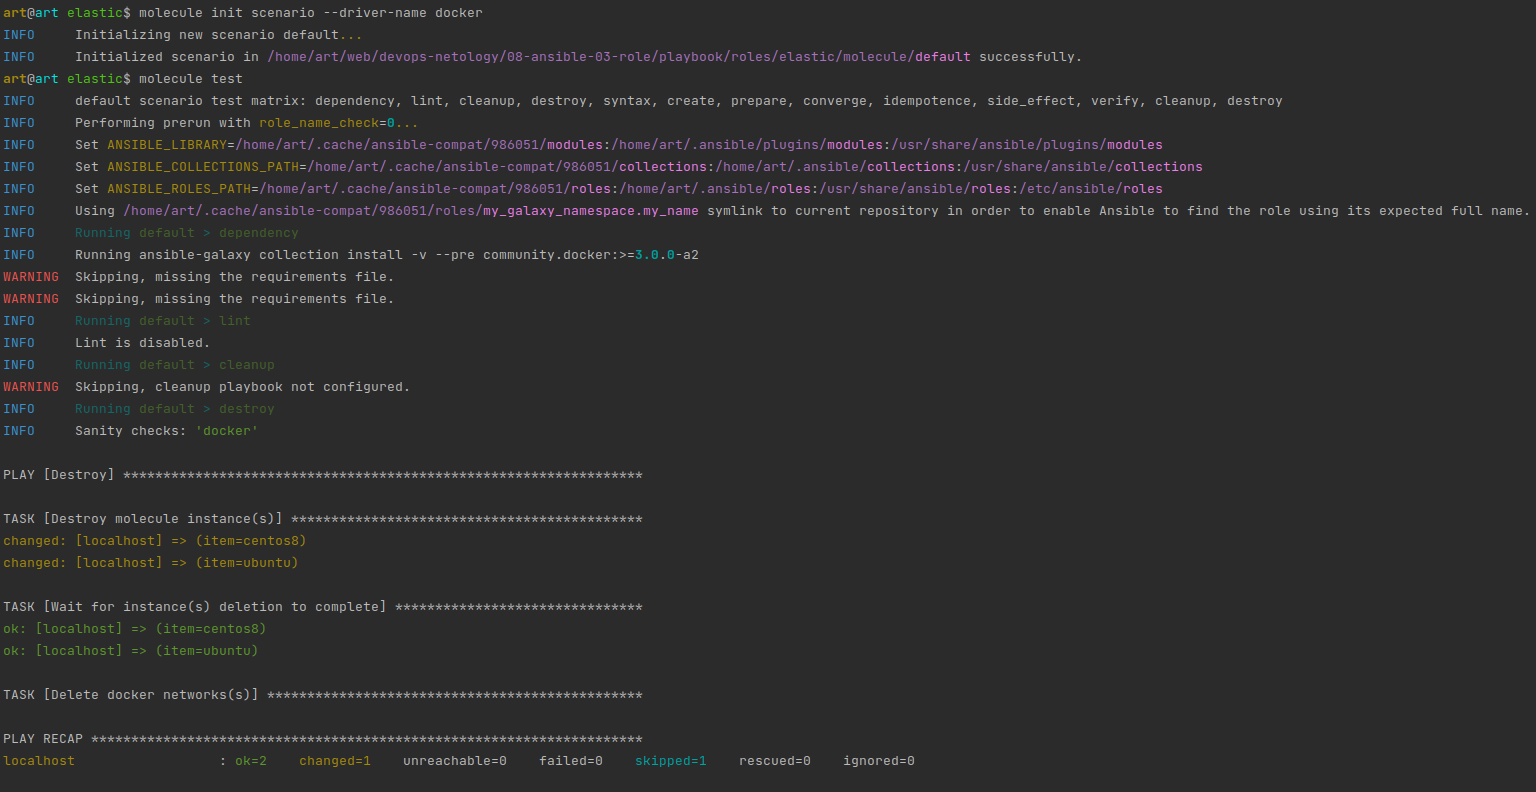 art@art elastic$ molecule init scenario --driver-name docker
INFO     Initializing new scenario default...
INFO     Initialized scenario in /home/art/web/devops-netology/08-ansible-03-role/playbook/roles/elastic/molecule/default successfully.
art@art elastic$ molecule test
INFO     default scenario test matrix: dependency, lint, cleanup, destroy, syntax, create, prepare, converge, idempotence, side_effect, verify, cleanup, destroy
INFO     Performing prerun with role_name_check=0...
INFO     Set ANSIBLE_LIBRARY=/home/art/.cache/ansible-compat/986051/modules:/home/art/.ansible/plugins/modules:/usr/share/ansible/plugins/modules
INFO     Set ANSIBLE_COLLECTIONS_PATH=/home/art/.cache/ansible-compat/986051/collections:/home/art/.ansible/collections:/usr/share/ansible/collections
INFO     Set ANSIBLE_ROLES_PATH=/home/art/.cache/ansible-compat/986051/roles:/home/art/.ansible/roles:/usr/share/ansible/roles:/etc/ansible/roles
INFO     Using /home/art/.cache/ansible-compat/986051/roles/my_galaxy_namespace.my_name symlink to current repository in order to enable Ansible to find the role using its expected full name.
INFO     Running default > dependency
INFO     Running ansible-galaxy collection install -v --pre community.docker:>=3.0.0-a2
WARNING  Skipping, missing the requirements file.
WARNING  Skipping, missing the requirements file.
INFO     Running default > lint
INFO     Lint is disabled.
INFO     Running default > cleanup
WARNING  Skipping, cleanup playbook not configured.
INFO     Running default > destroy
INFO     Sanity checks: 'docker'
PLAY [Destroy] *****************************************************************
TASK [Destroy molecule instance(s)] ********************************************
changed: [localhost] => (item=centos8)
changed: [localhost] => (item=ubuntu)
TASK [Wait for instance(s) deletion to complete] *******************************
ok: [localhost] => (item=centos8)
ok: [localhost] => (item=ubuntu)
TASK [Delete docker networks(s)] ***********************************************
PLAY RECAP *********************************************************************
localhost                  : ok=2    changed=1    unreachable=0    failed=0    skipped=1    rescued=0    ignored=0